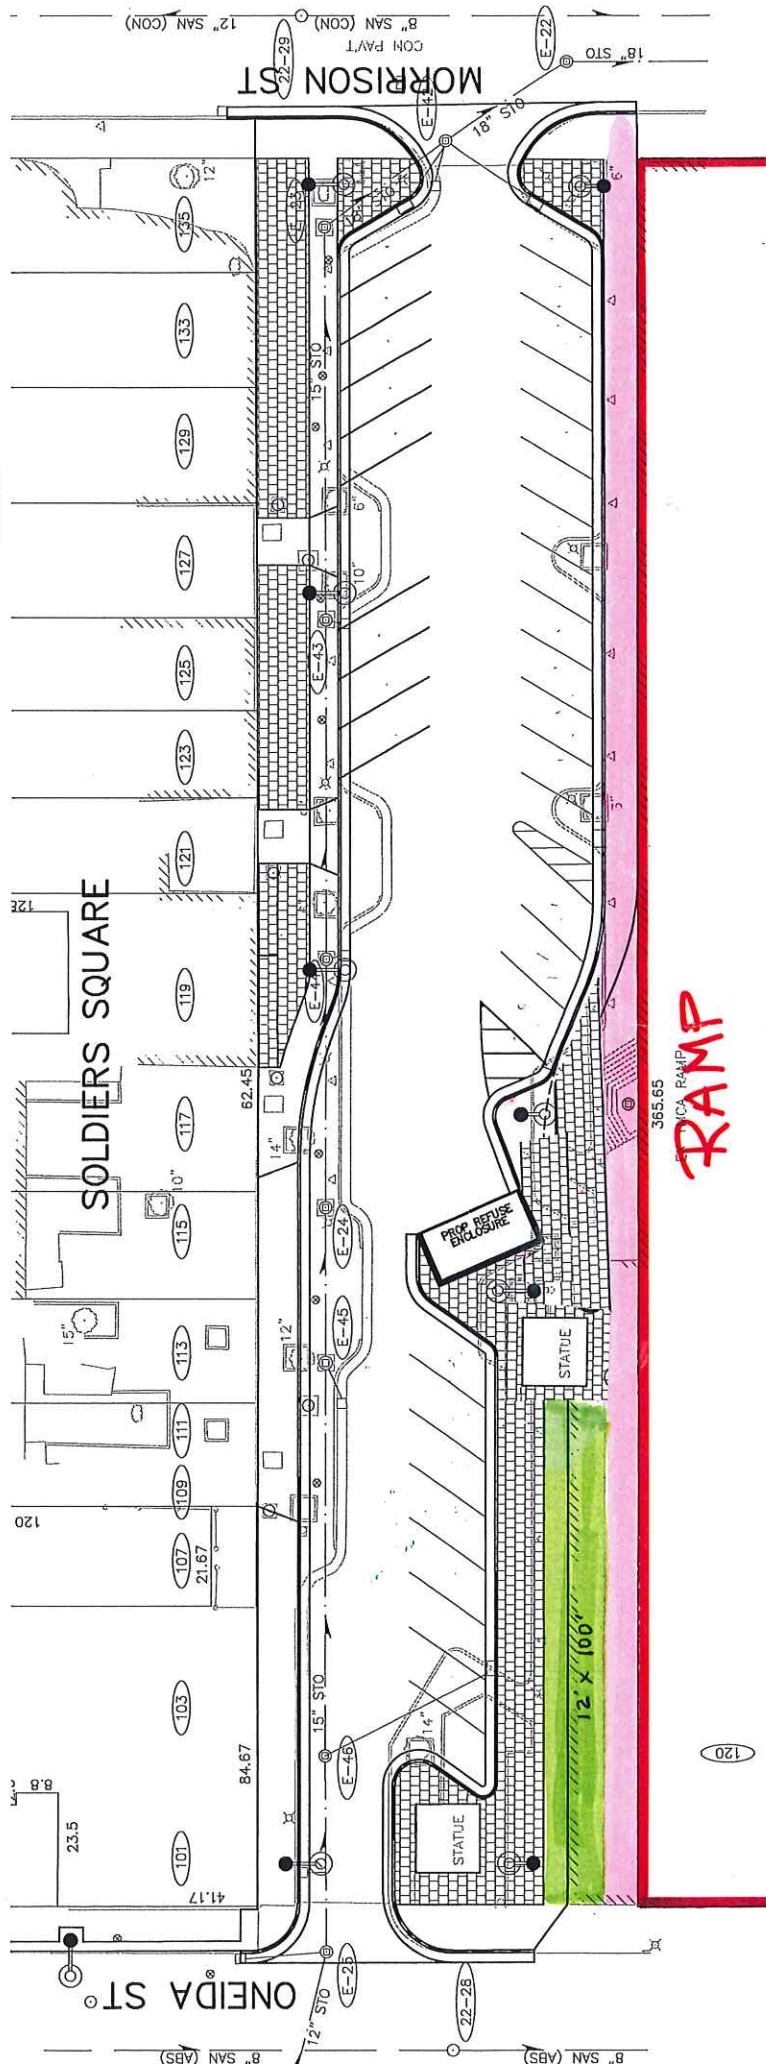 12" SAN (CON)
8" SAN (CON)
CON PAV'T
22-29
E-22
18" STO
MORRISON ST
E-42
18" STO
12"
6"
135
E-23
133
15" STO
129
6"
127
10"
125
E-43
123
5"
121
SOLDIERS SQUARE
128
119
62.45
117
14"
365.65
RAMP
10"
115
E-24
PROP REFUSE
ENCLOSURE
15"
113
12"
E-45
STATUE
111
109
120
107
21.67
12' X 100'
103
15" STO
14"
84.67
E-46
120
8.8
23.5
STATUE
101
41.17
ONEIDA ST
E-25
12" STO
22-28
8" SAN (ABS)
8" SAN (ABS)